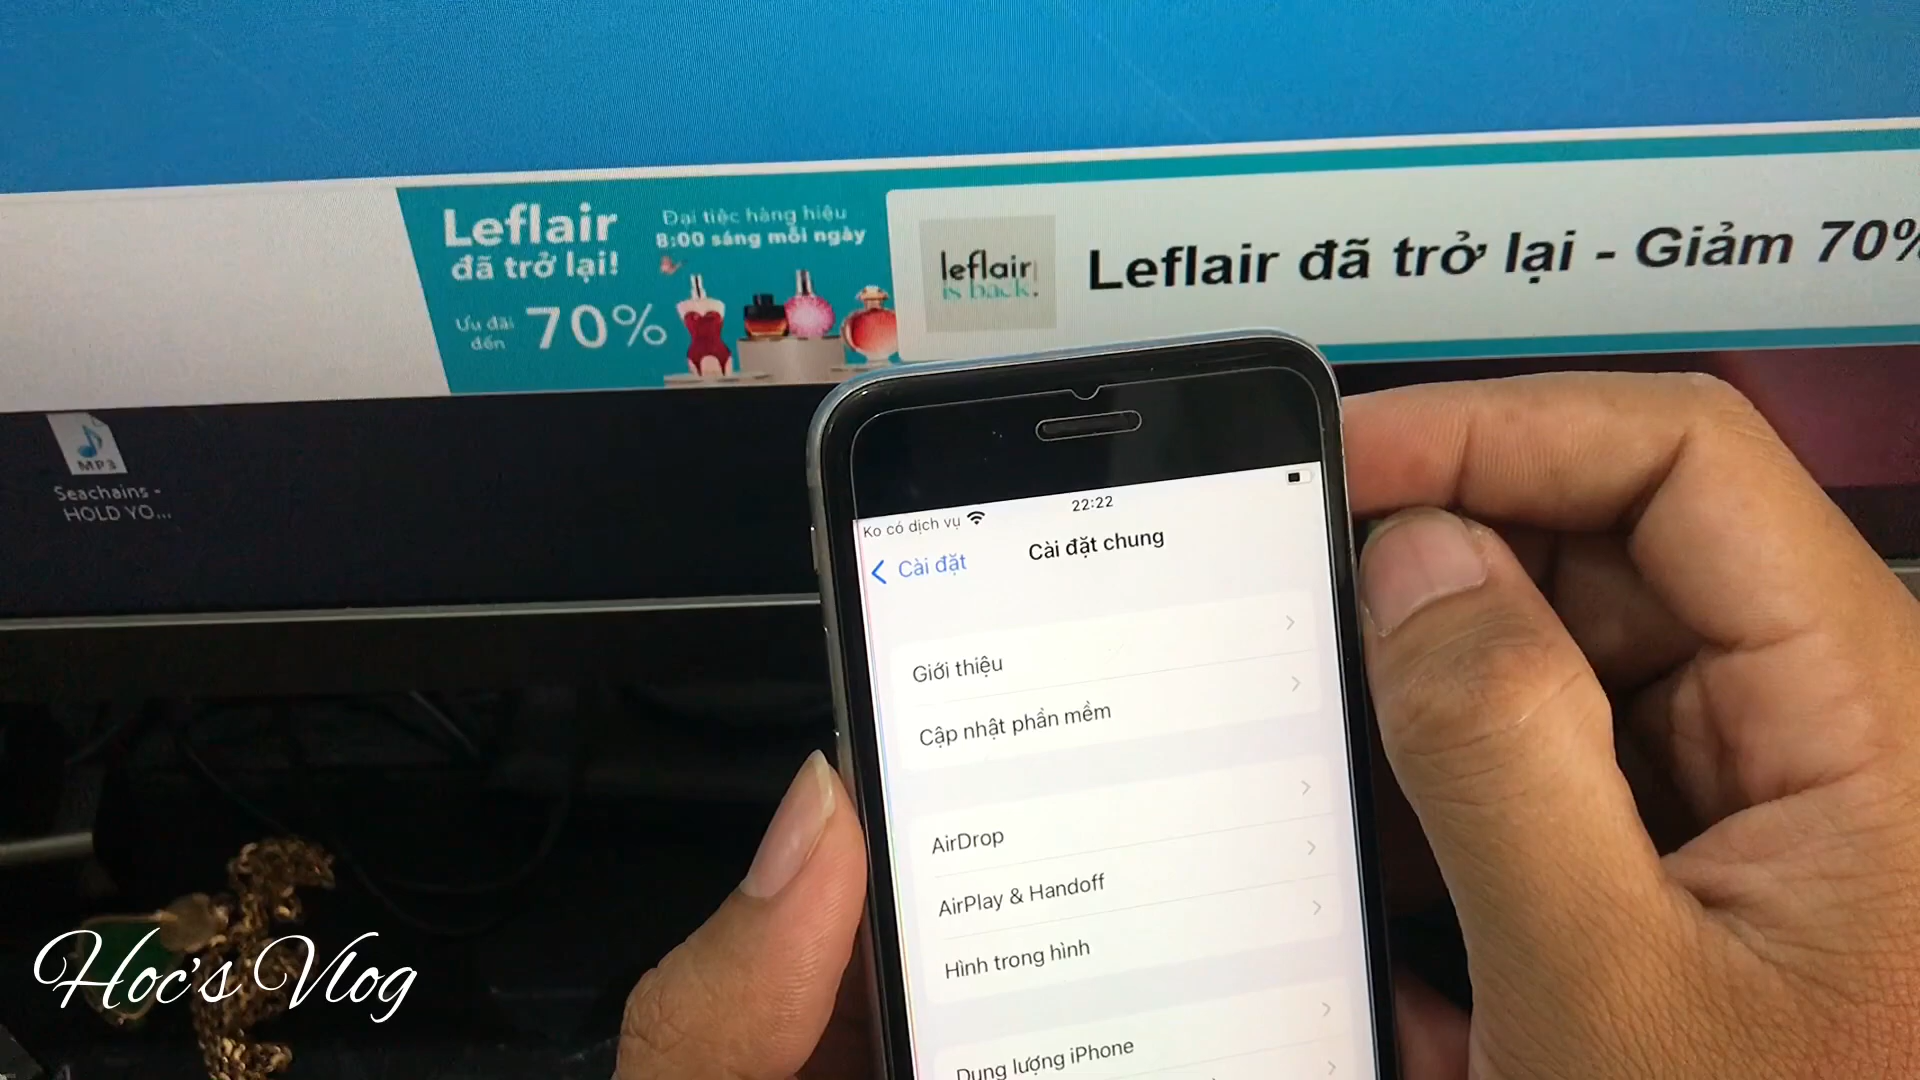 Leflair
đã trở lại!
Ưu đãi
đến
70%
Đại tiệc hàng hiệu
8:00 sáng mỗi ngày
leflair
is back.
Leflair đã trở lại - Giảm 70%
MP3
Seachains -
HOLD YO...
Ko có dịch vụ
22:22
Cài đặt
Cài đặt chung
Giới thiệu
Cập nhật phần mềm
AirDrop
AirPlay & Handoff
Hình trong hình
Dung lượng iPhone
Hoc's Vlog